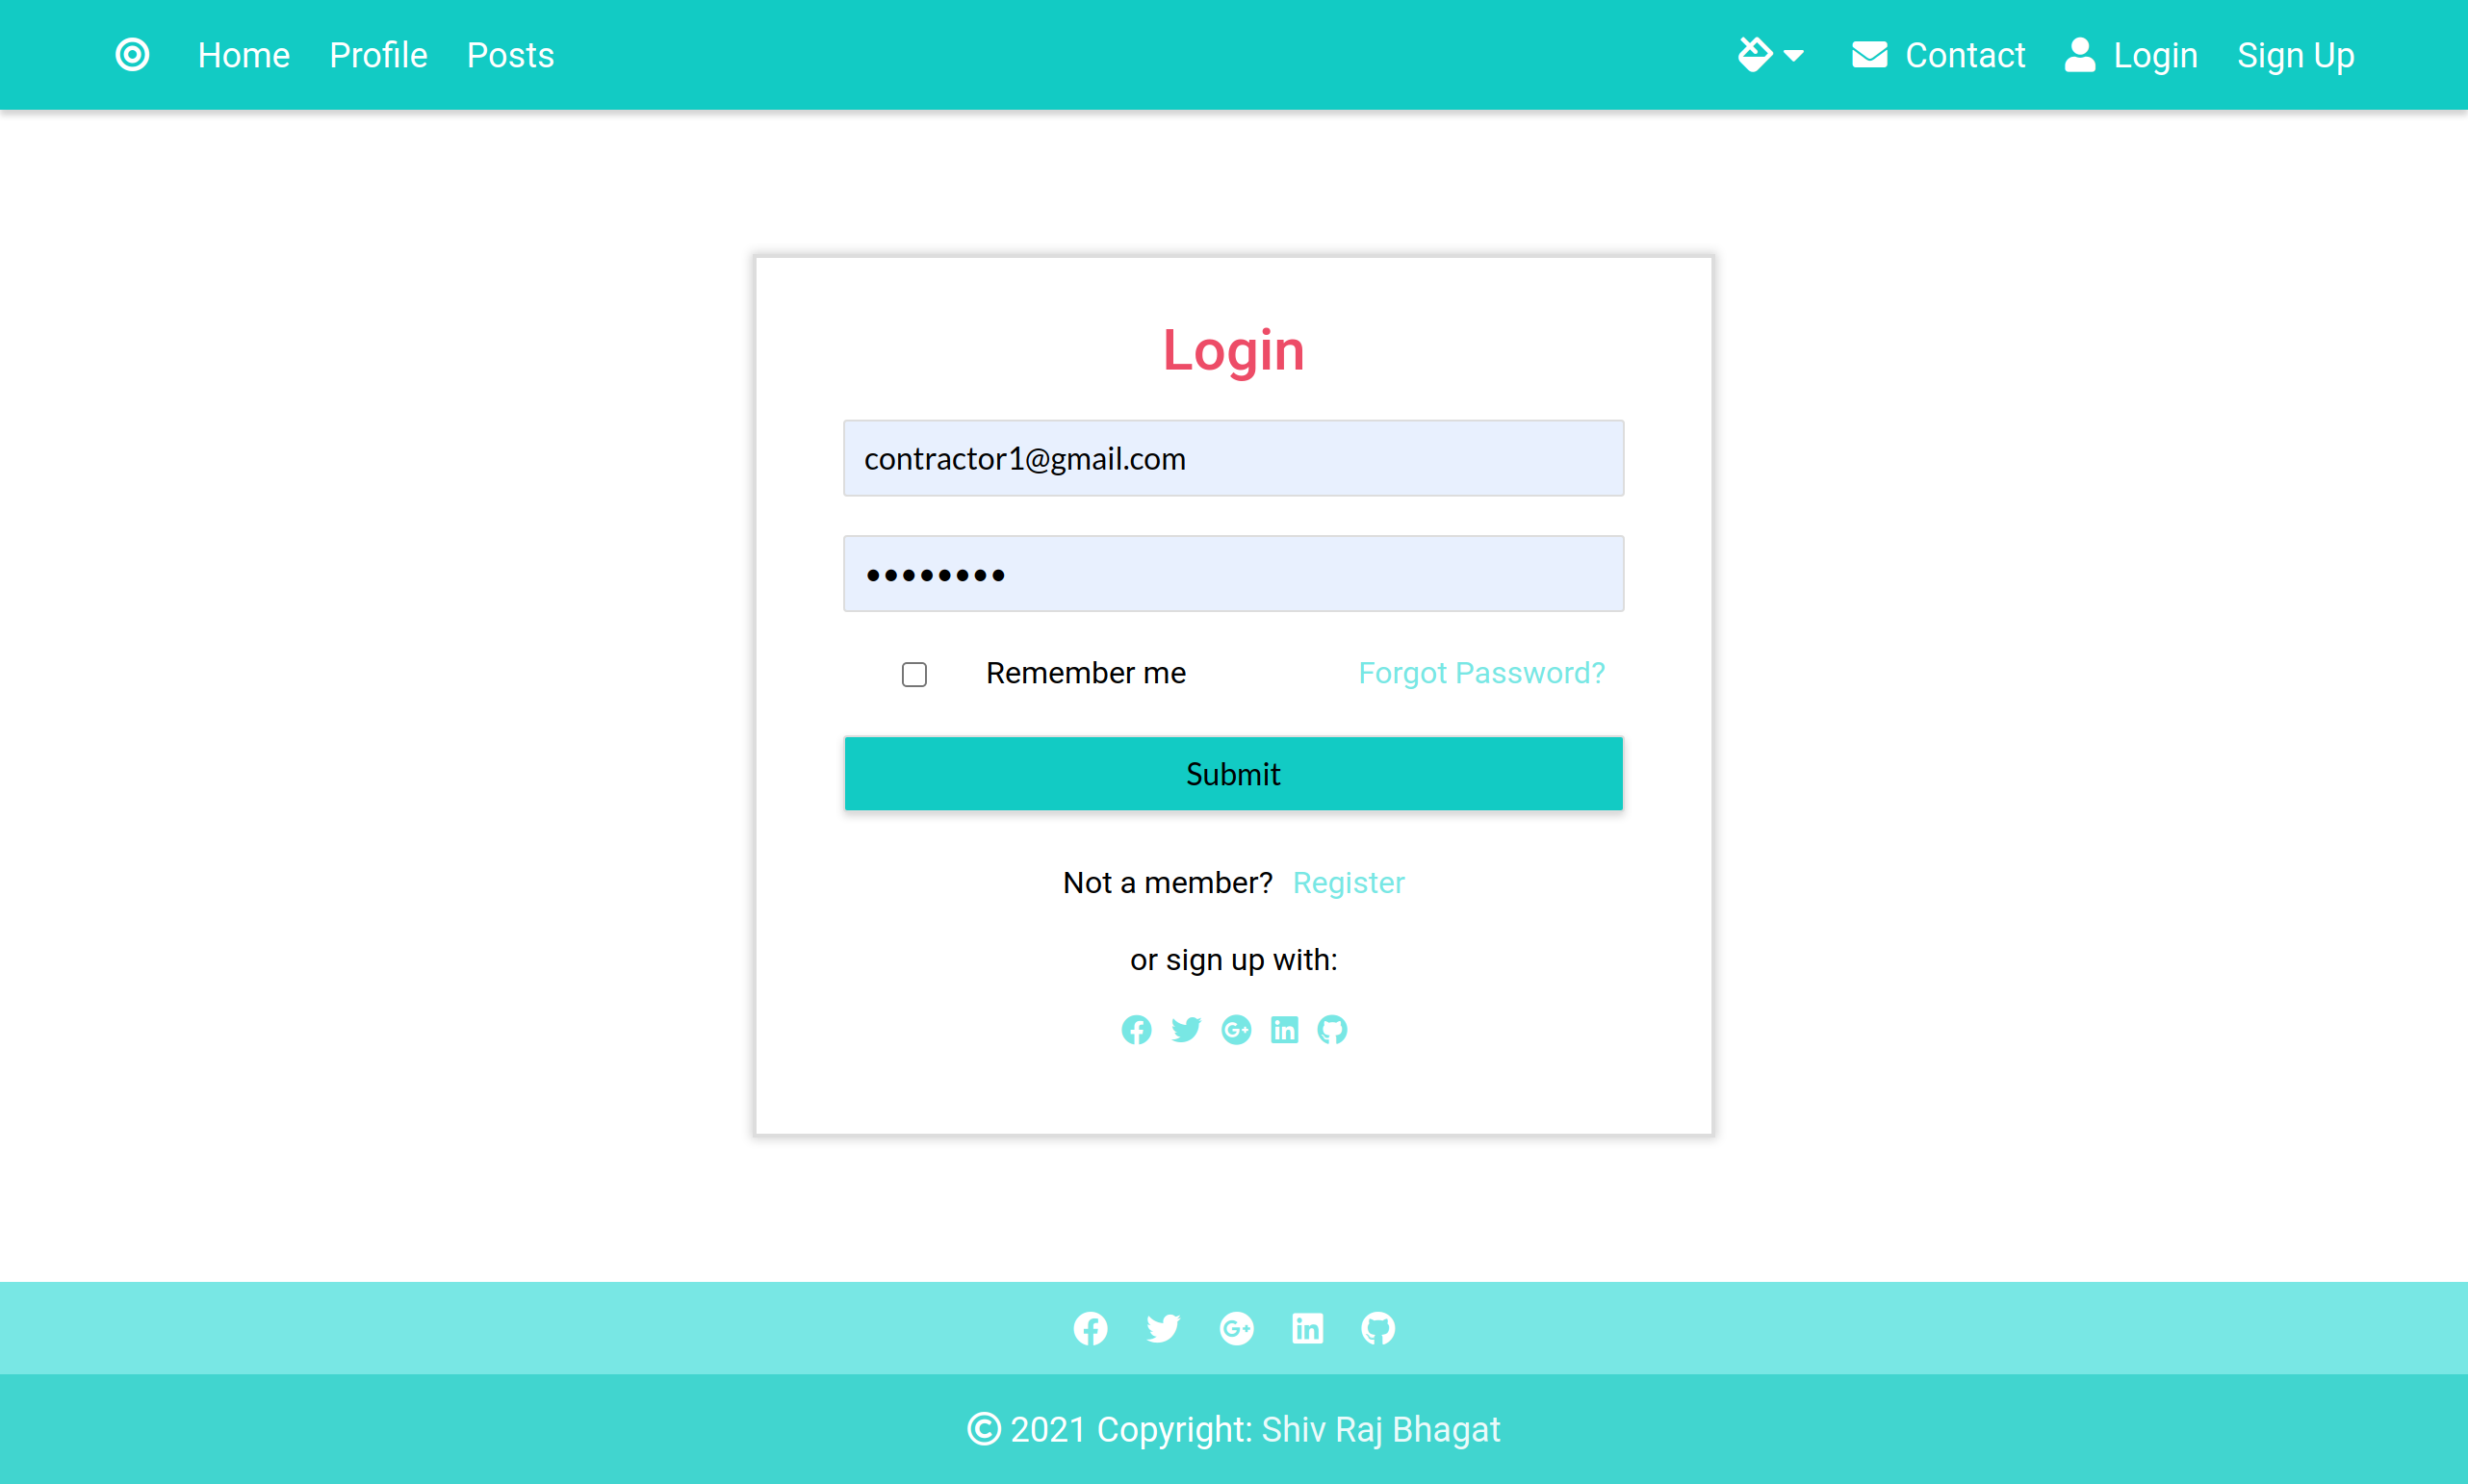 Home Profile Posts Contact Login Sign Up
Login
contractor1@gmail.com
••••••••
Remember me Forgot Password?
Submit
Not a member? Register
or sign up with:
© 2021 Copyright: Shiv Raj Bhagat